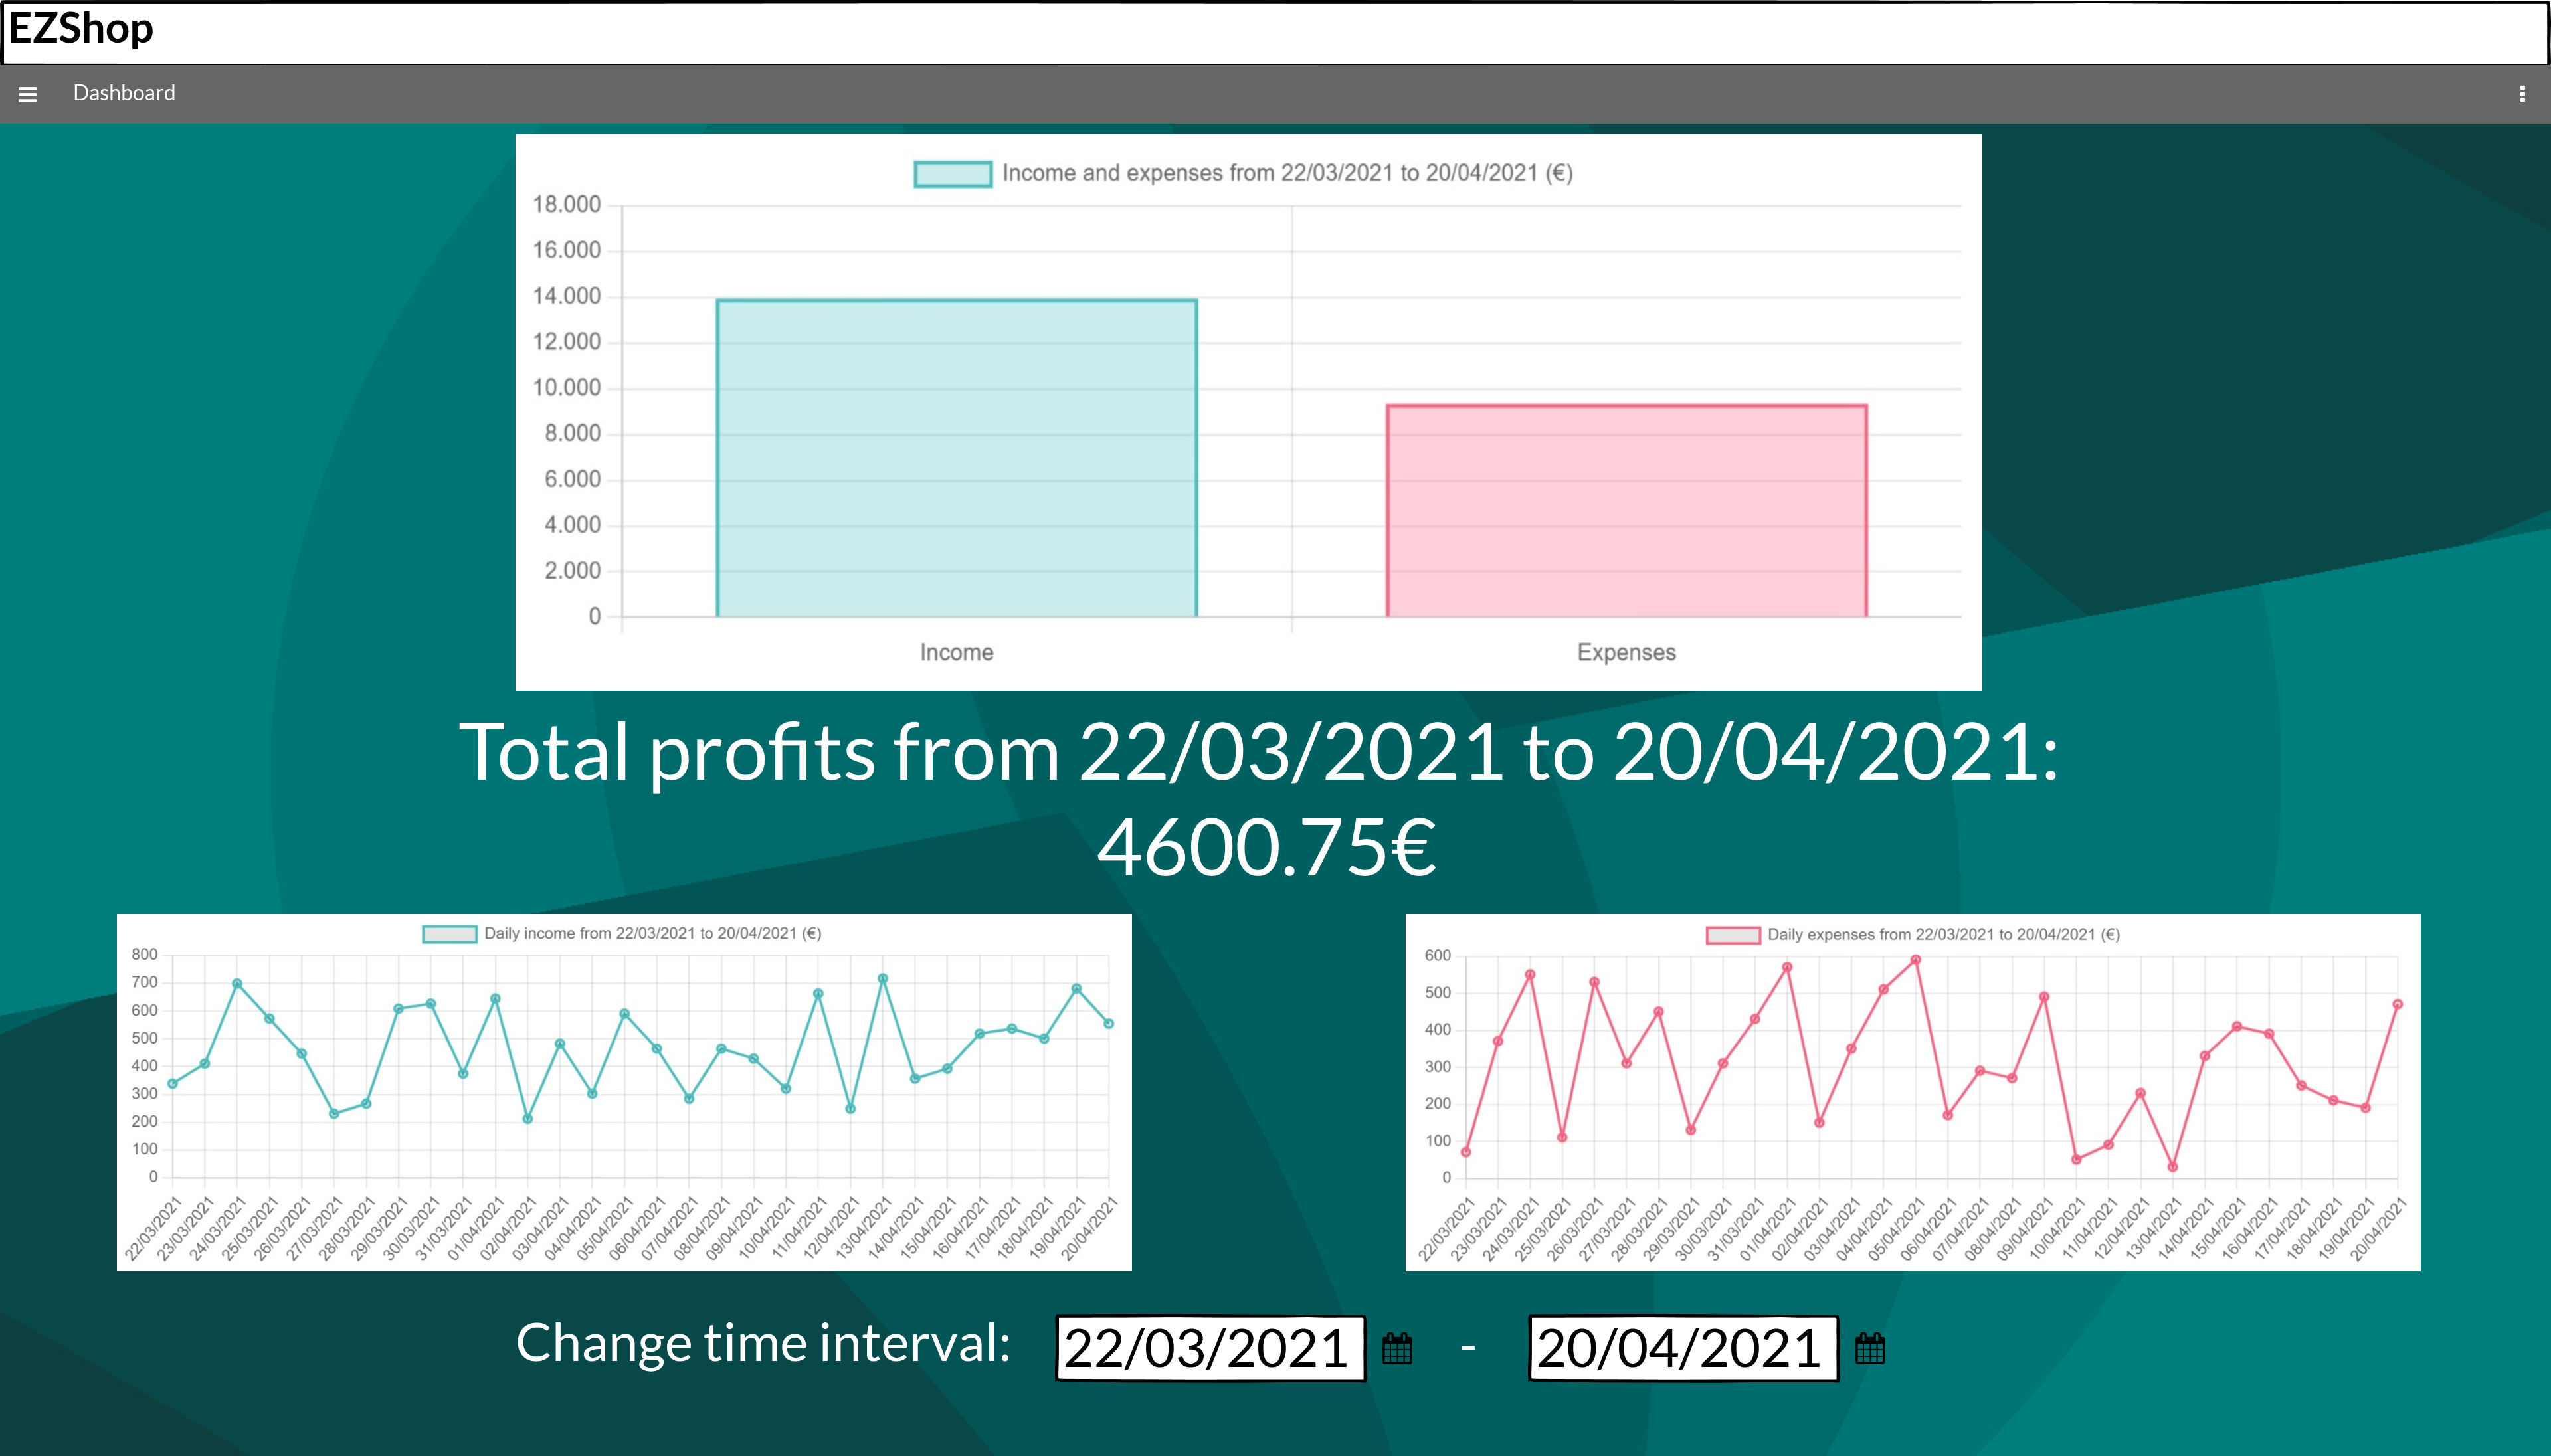 EZShop
Dashboard
Income and expenses from 22/03/2021 to 20/04/2021 (€)
18.000
16.000
14.000
12.000
10.000
8.000
6.000
4.000
2.000
0
Income Expenses
Total profits from 22/03/2021 to 20/04/2021:
4600.75€
Daily income from 22/03/2021 to 20/04/2021 (€)
800
700
600
500
400
300
200
100
0
22/03/2021 23/03/2021 24/03/2021 25/03/2021 26/03/2021 27/03/2021 28/03/2021 29/03/2021 30/03/2021 31/03/2021 01/04/2021 02/04/2021 03/04/2021 04/04/2021 05/04/2021 06/04/2021 07/04/2021 08/04/2021 09/04/2021 10/04/2021 11/04/2021 12/04/2021 13/04/2021 14/04/2021 15/04/2021 16/04/2021 17/04/2021 18/04/2021 19/04/2021 20/04/2021
Daily expenses from 22/03/2021 to 20/04/2021 (€)
600
500
400
300
200
100
0
22/03/2021 23/03/2021 24/03/2021 25/03/2021 26/03/2021 27/03/2021 28/03/2021 29/03/2021 30/03/2021 31/03/2021 01/04/2021 02/04/2021 03/04/2021 04/04/2021 05/04/2021 06/04/2021 07/04/2021 08/04/2021 09/04/2021 10/04/2021 11/04/2021 12/04/2021 13/04/2021 14/04/2021 15/04/2021 16/04/2021 17/04/2021 18/04/2021 19/04/2021 20/04/2021
Change time interval: 22/03/2021 - 20/04/2021